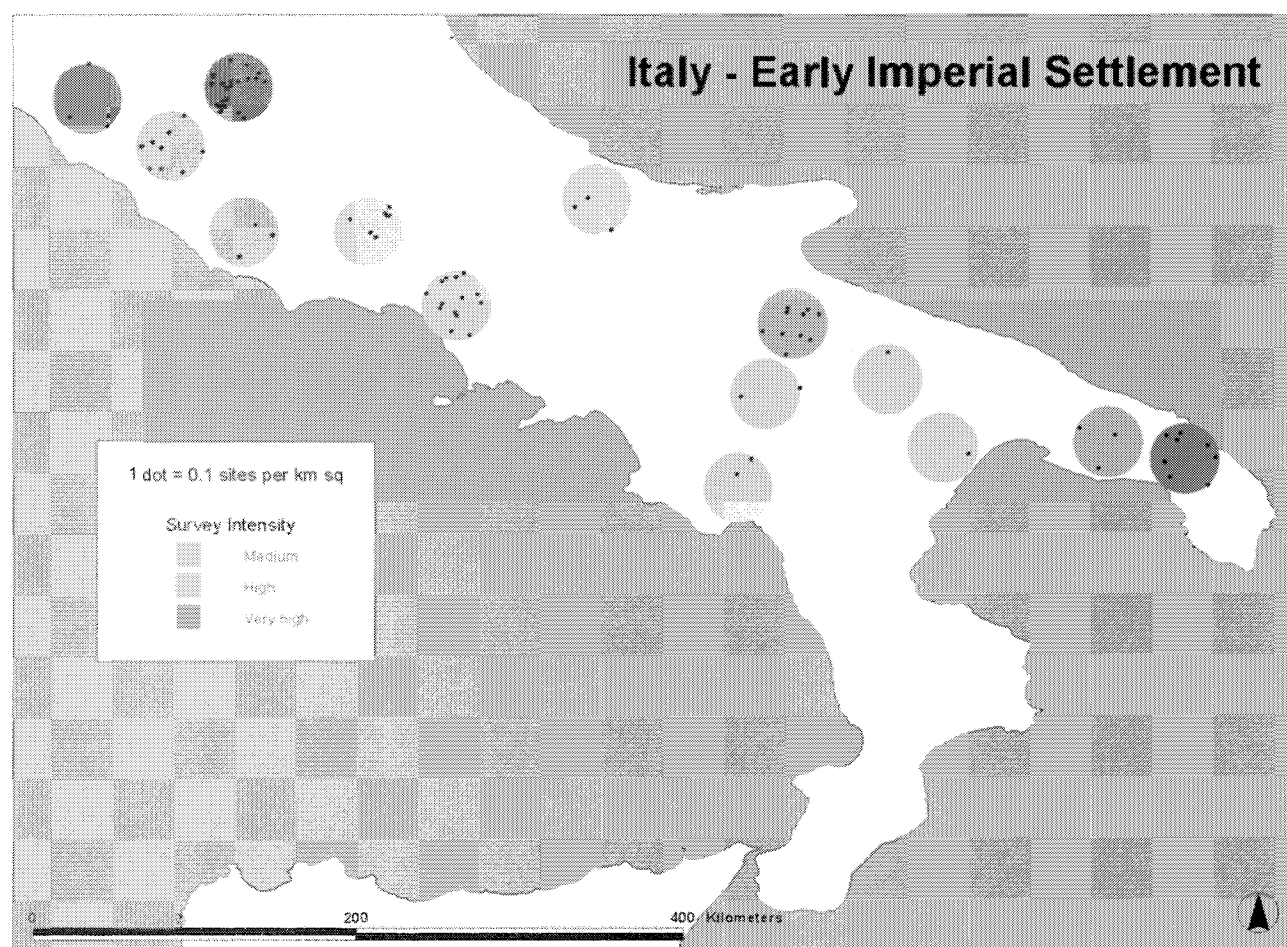 Italy - Early Imperial Settlement
1 dot = 0.1 sites per km sq
Survey Intensity
Medium
High
Very high
0 200 400 Kilometers